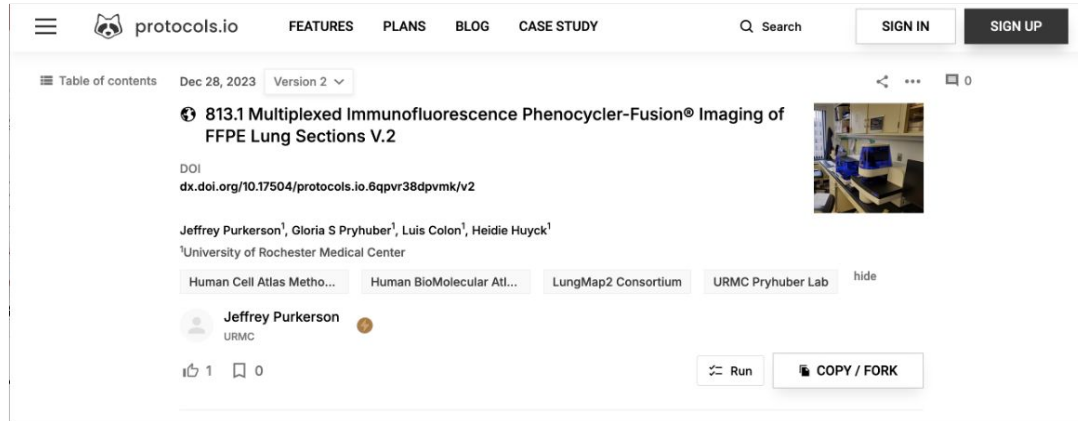 protocols.io FEATURES PLANS BLOG CASE STUDY Search SIGN IN SIGN UP
Table of contents Dec 28, 2023 Version 2 0
813.1 Multiplexed Immunofluorescence Phenocycler-Fusion® Imaging of
FFPE Lung Sections V.2
DOI
dx.doi.org/10.17504/protocols.io.6qpvr38dpvmk/v2
Jeffrey Purkerson¹, Gloria S Pryhuber¹, Luis Colon¹, Heidie Huyck¹
¹University of Rochester Medical Center
Human Cell Atlas Metho... Human BioMolecular Atl... LungMap2 Consortium URMC Pryhuber Lab hide
Jeffrey Purkerson
URMC
1 0 Run COPY / FORK